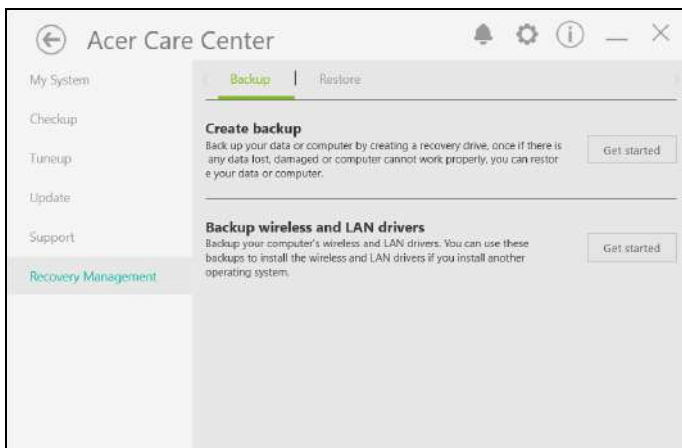 Acer Care Center
My System
Checkup
Tuneup
Update
Support
Recovery Management
Backup | Restore
Create backup
Back up your data or computer by creating a recovery drive, once if there is
any data lost, damaged or computer cannot work properly, you can restor
e your data or computer.
Get started
Backup wireless and LAN drivers
Backup your computer's wireless and LAN drivers. You can use these
backups to install the wireless and LAN drivers if you install another
operating system.
Get started